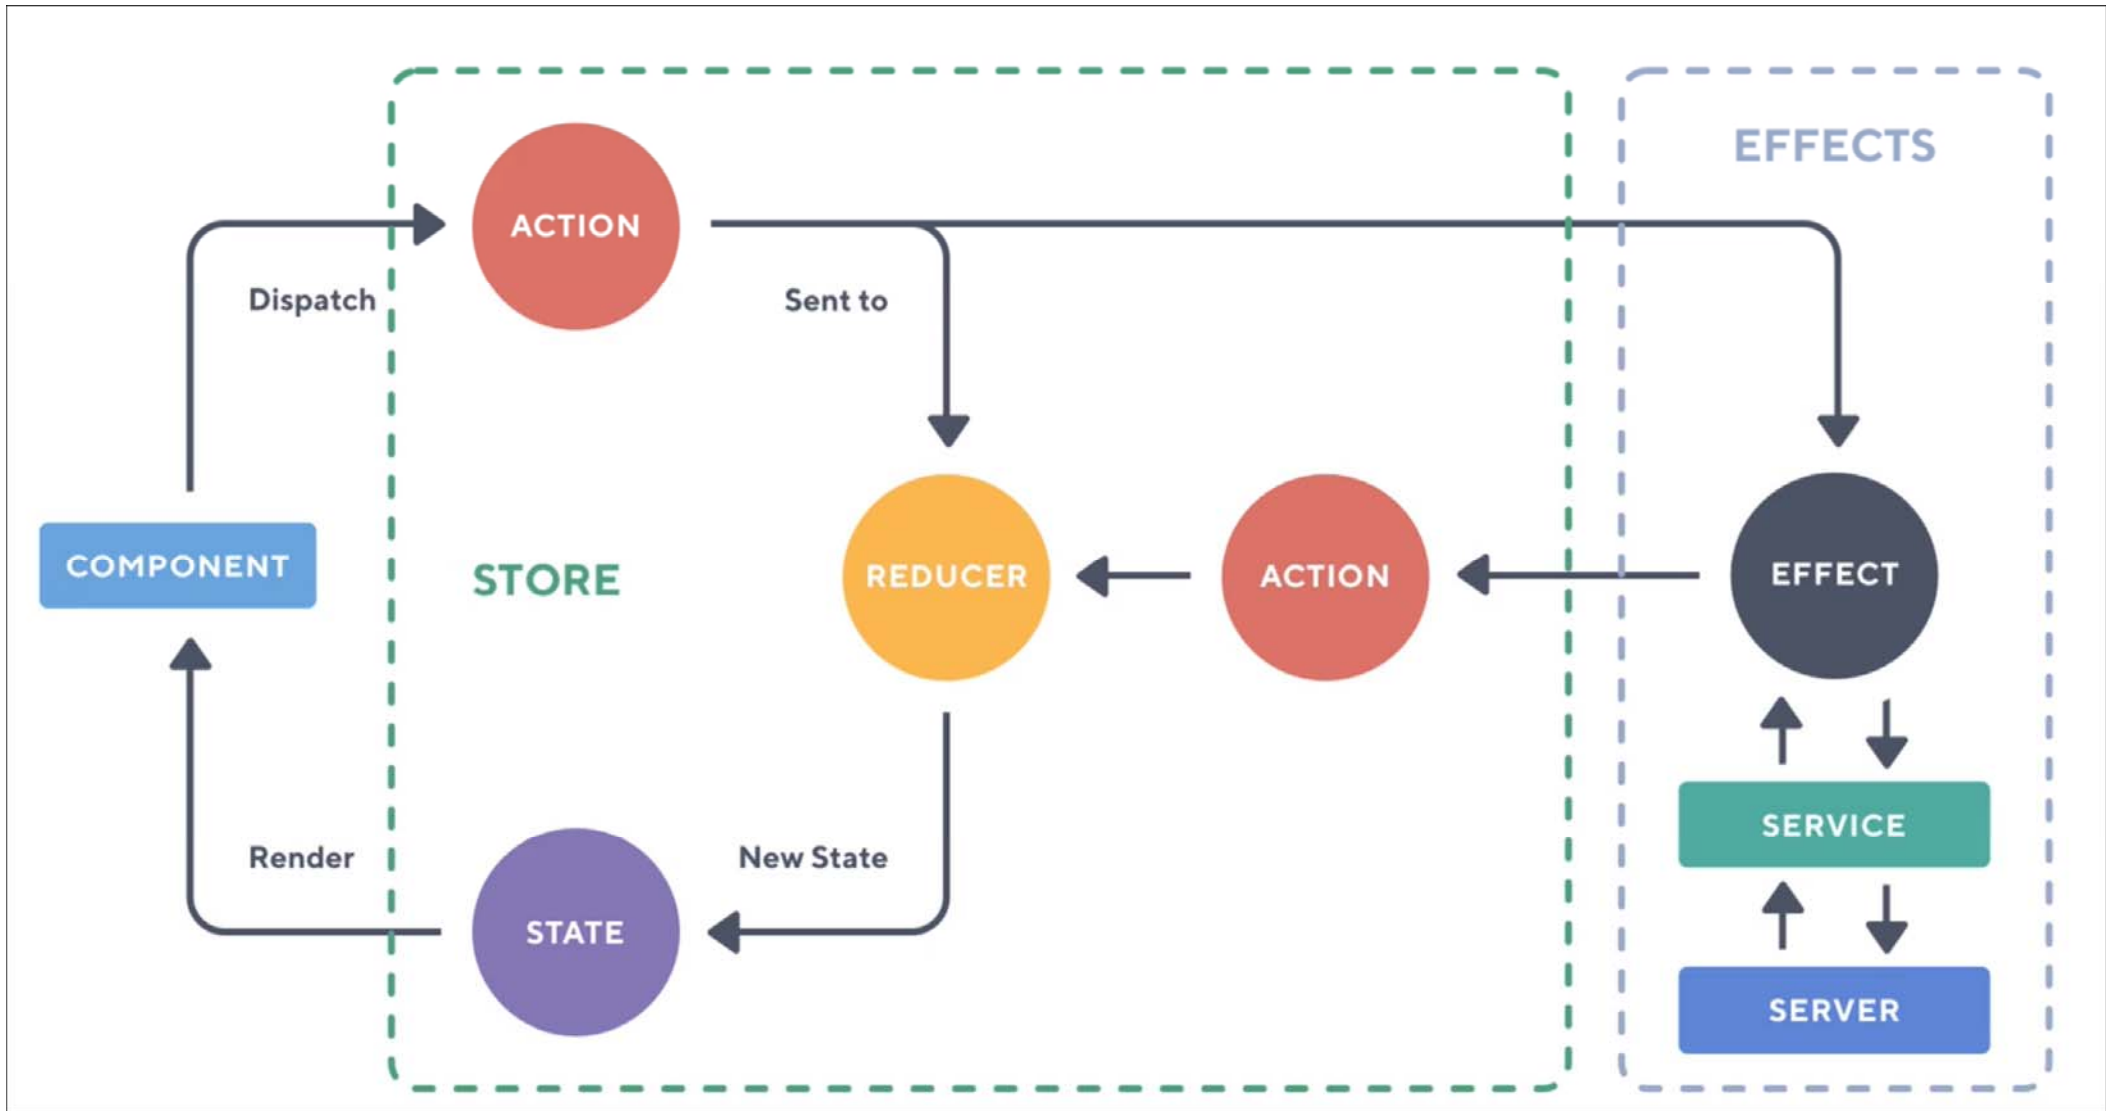 EFFECTS
ACTION
Dispatch
Sent to
COMPONENT
STORE
REDUCER
ACTION
EFFECT
SERVICE
Render
New State
STATE
SERVER